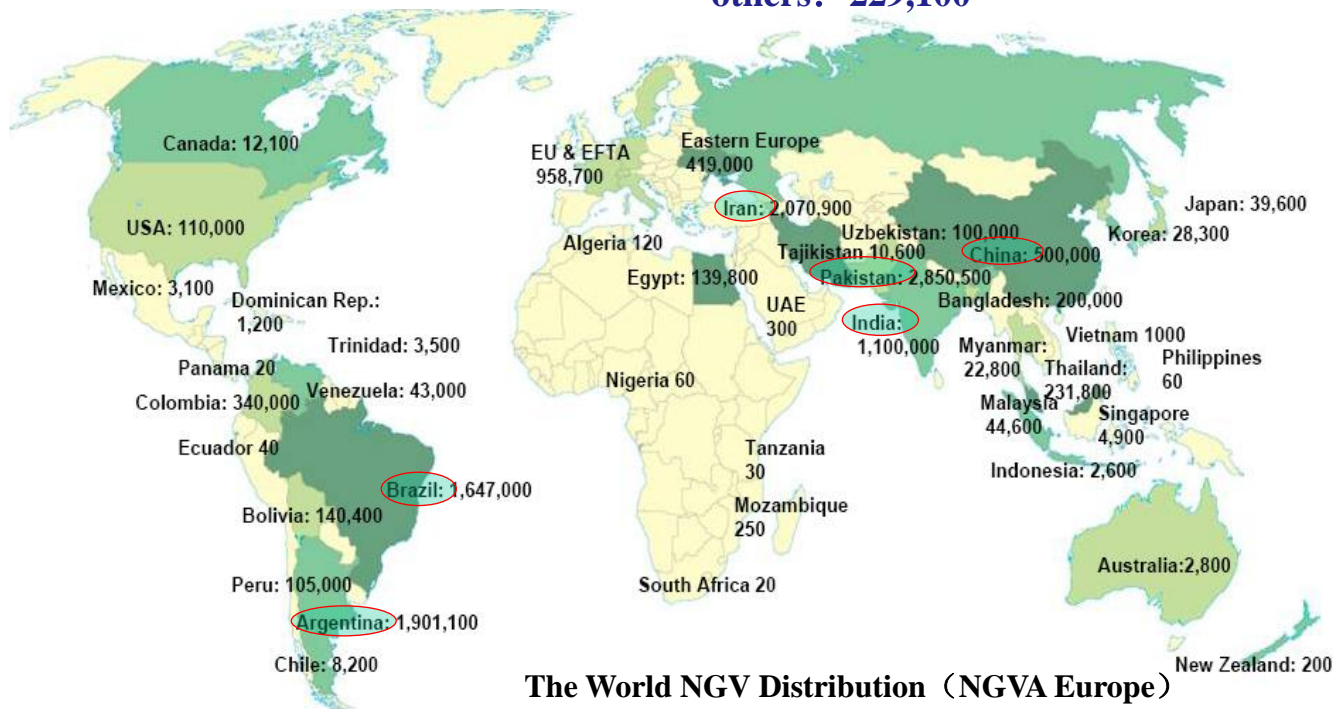 others: 229,100
Canada: 12,100
USA: 110,000
Mexico: 3,100
Dominican Rep.:
1,200
Trinidad: 3,500
Panama 20
Venezuela: 43,000
Colombia: 340,000
Ecuador 40
Brazil: 1,647,000
Bolivia: 140,400
Peru: 105,000
Argentina: 1,901,100
Chile: 8,200
EU & EFTA
958,700
Eastern Europe
419,000
Iran: 2,070,900
Algeria 120
Egypt: 139,800
UAE
300
Nigeria 60
Tanzania
30
Mozambique
250
South Africa 20
Uzbekistan: 100,000
Tajikistan 10,600
China: 500,000
Pakistan: 2,850,500
Bangladesh: 200,000
India:
1,100,000
Japan: 39,600
Korea: 28,300
Myanmar:
22,800
Vietnam 1000
Thailand:
231,800
Philippines
60
Malaysia
44,600
Singapore
4,900
Indonesia: 2,600
Australia:2,800
New Zealand: 200
The World NGV Distribution（NGVA Europe）